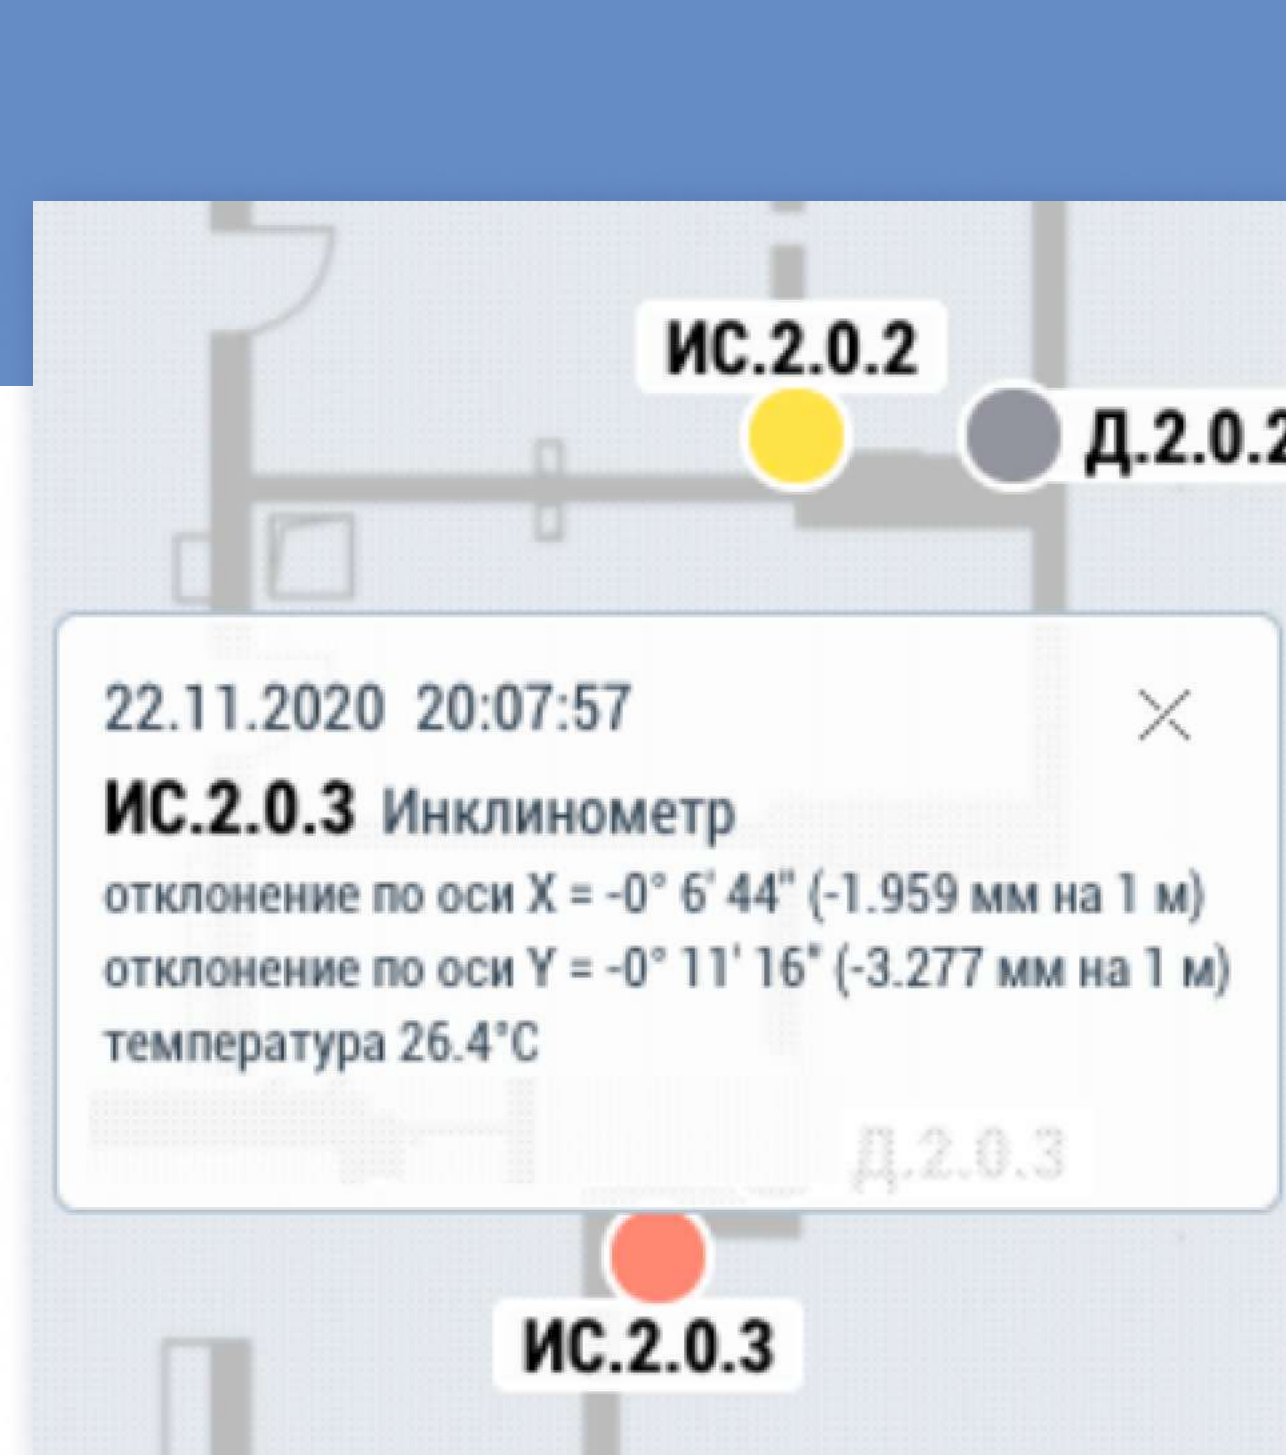 ИС.2.0.2
Д.2.0.2
22.11.2020 20:07:57
ИС.2.0.3 Инклинометр
отклонение по оси X = -0° 6' 44" (-1.959 мм на 1 м)
отклонение по оси Y = -0° 11' 16" (-3.277 мм на 1 м)
температура 26.4°C
Д.2.0.3
ИС.2.0.3